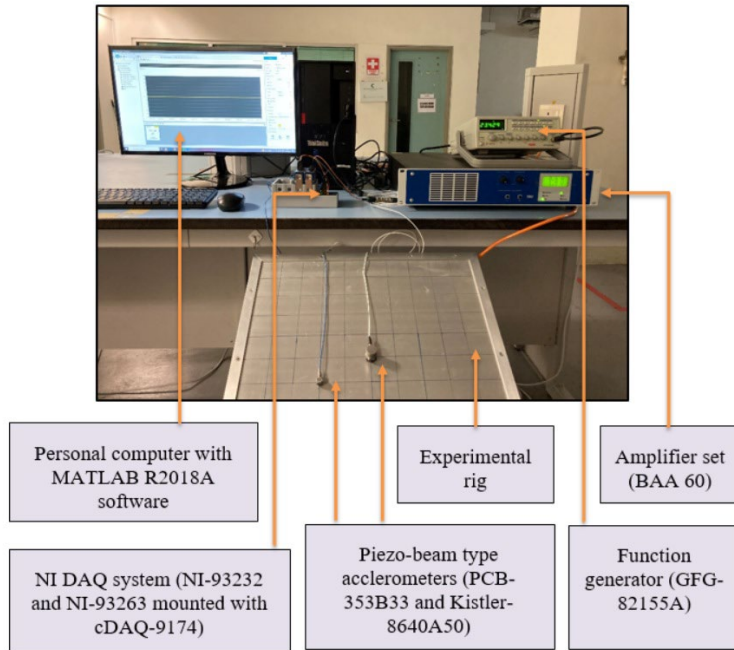 Personal computer with
MATLAB R2018A
software
Experimental
rig
Amplifier set
(BAA 60)
NI DAQ system (NI-93232
and NI-93263 mounted with
cDAQ-9174)
Piezo-beam type
acclerometers (PCB-
353B33 and Kistler-
8640A50)
Function
generator (GFG-
82155A)